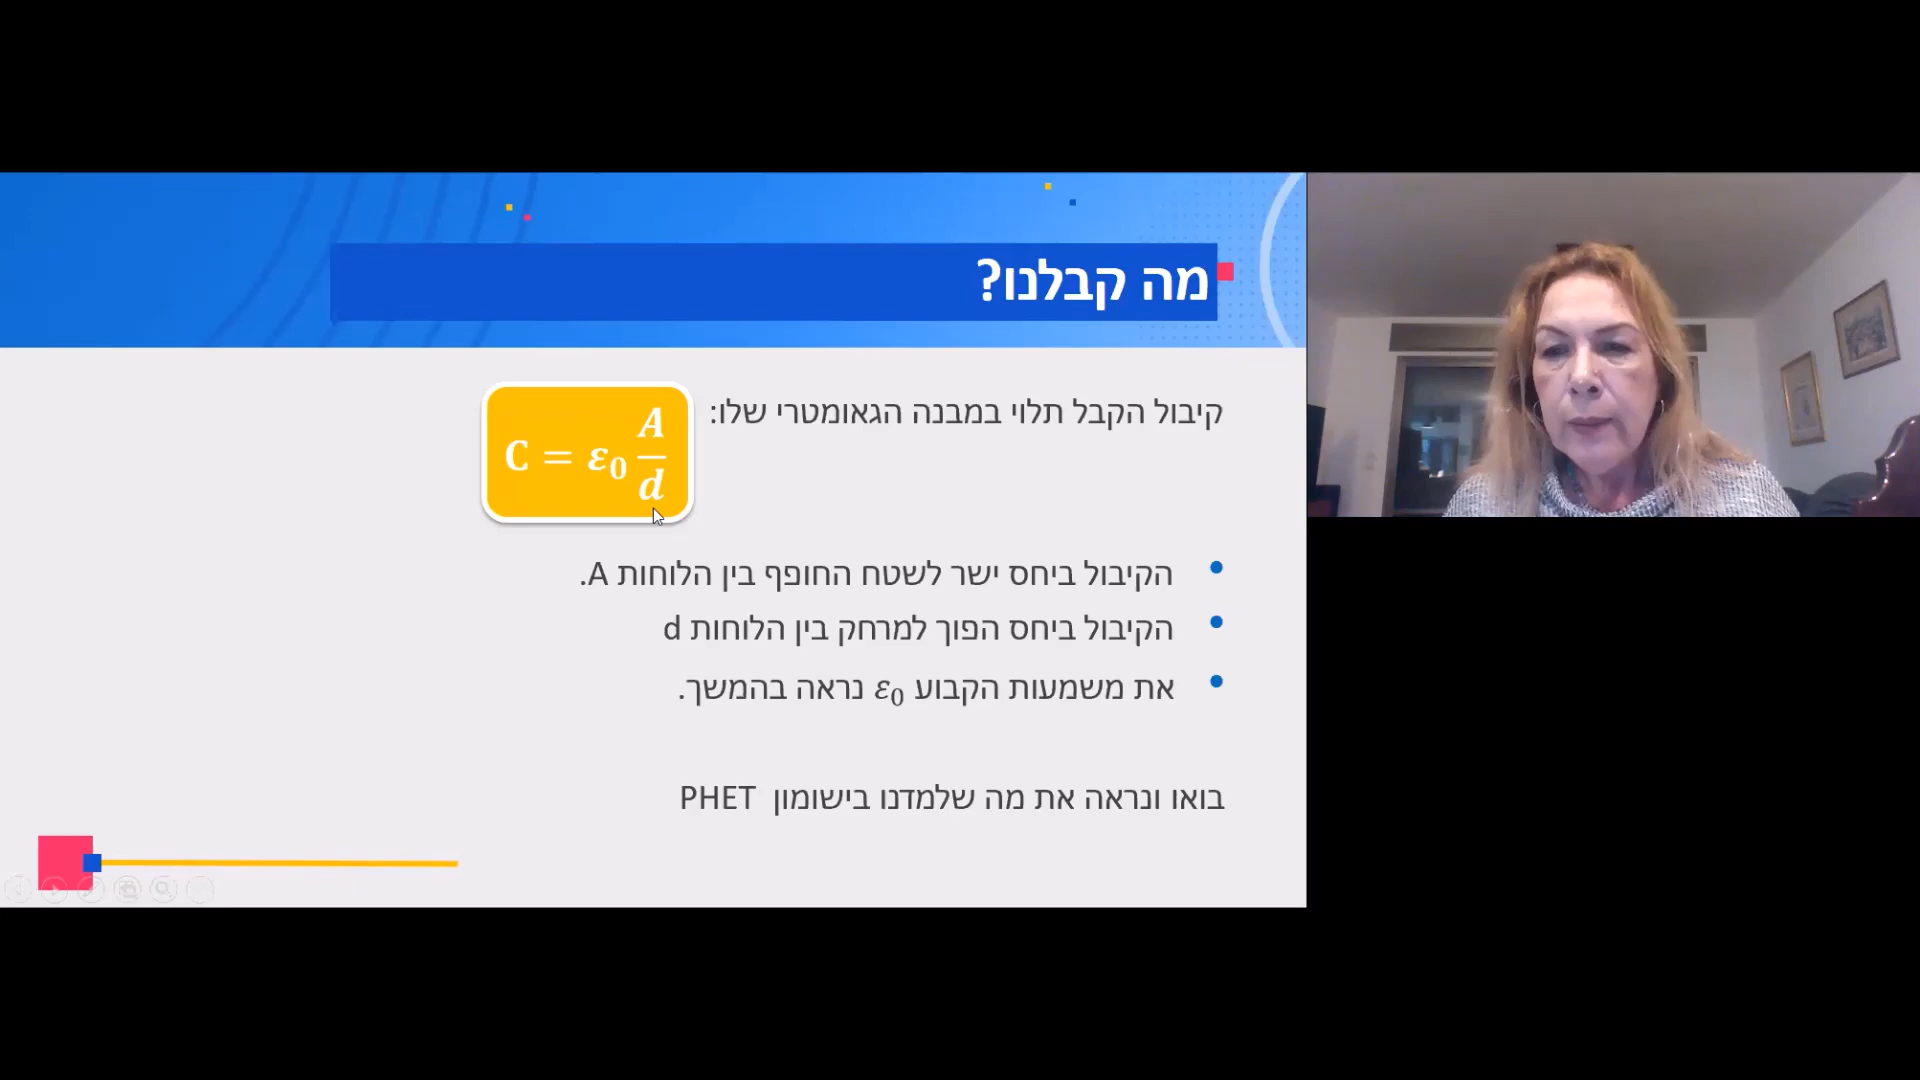 מה קבלנו?
קיבול הקבל תלוי במבנה הגאומטרי שלו:
C = ε₀ A/d
• הקיבול ביחס ישר לשטח החופף בין הלוחות A.
• הקיבול ביחס הפוך למרחק בין הלוחות d
• את משמעות הקבוע ε₀ נראה בהמשך.
בואו ונראה את מה שלמדנו בישומון PHET